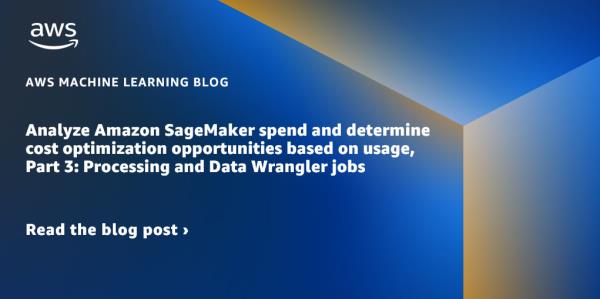 aws
AWS MACHINE LEARNING BLOG
Analyze Amazon SageMaker spend and determine
cost optimization opportunities based on usage,
Part 3: Processing and Data Wrangler jobs
Read the blog post ›